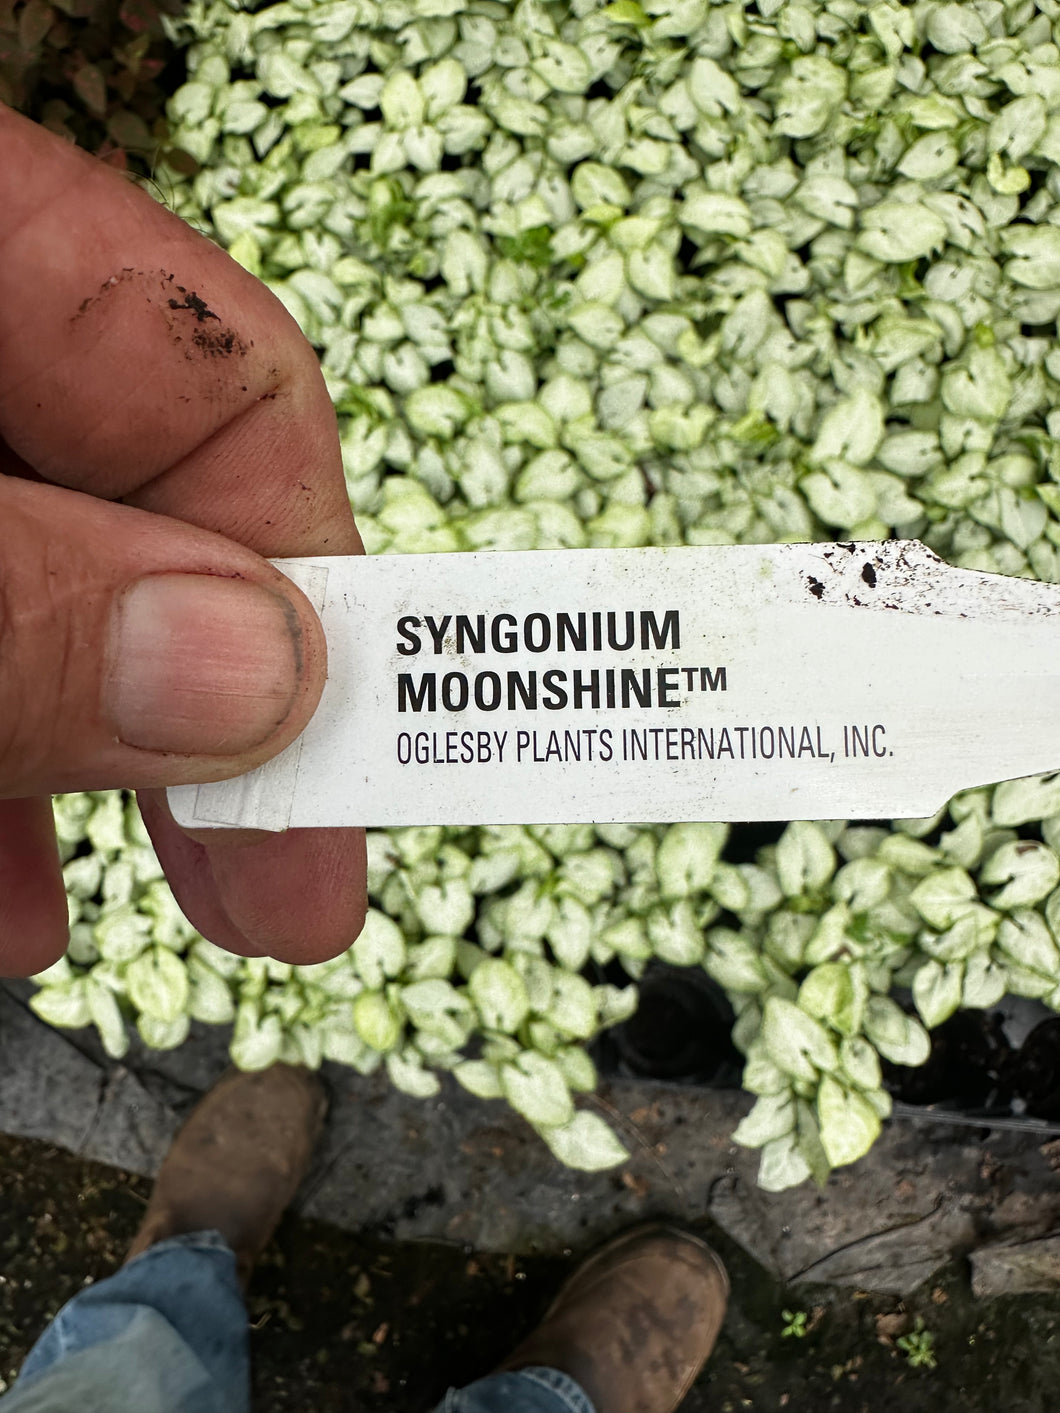 SYNGONIUM
MOONSHINE™
OGLESBY PLANTS INTERNATIONAL, INC.